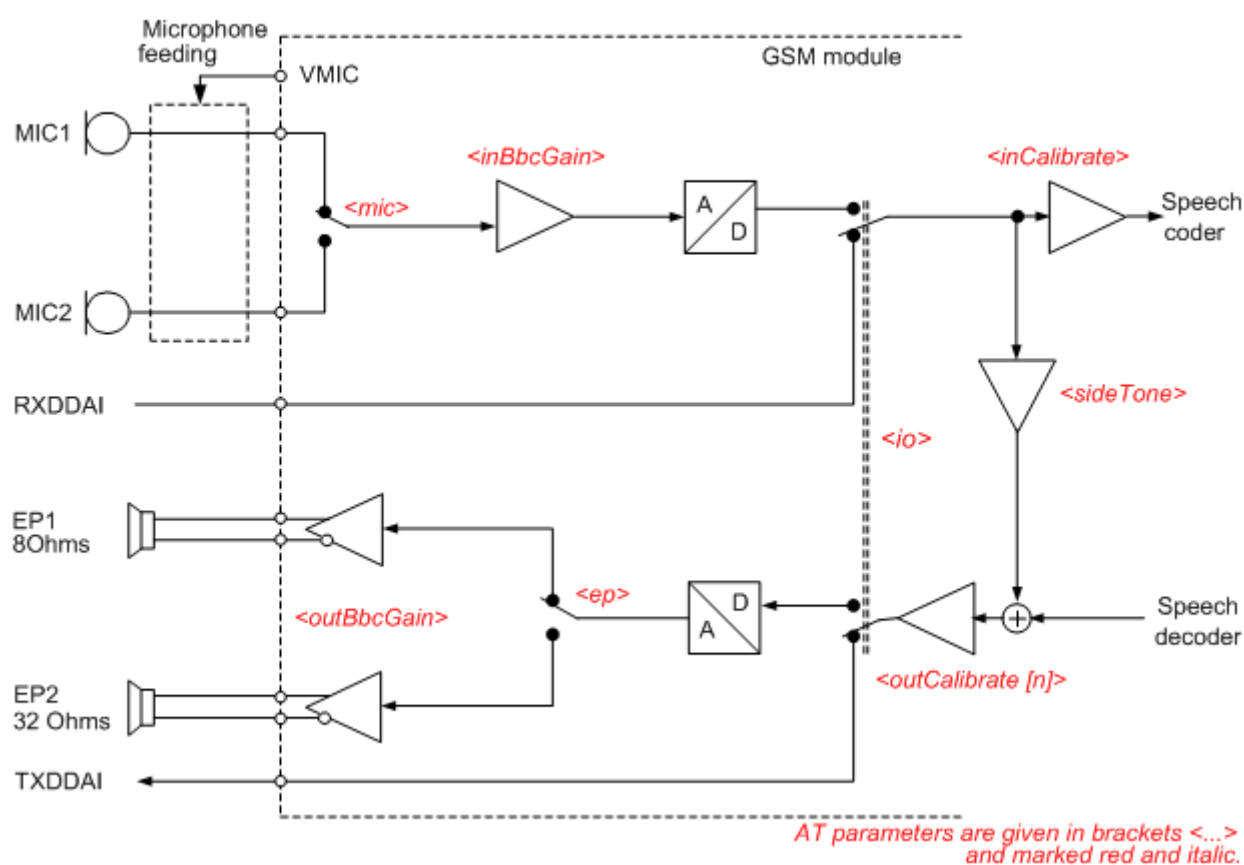 Microphone
feeding
GSM module
VMIC
MIC1
<inBbcGain>
<inCalibrate>
<mic>
A
D
Speech
coder
MIC2
RXDDAI
<sideTone>
<io>
EP1
8Ohms
<ep>
D
A
<outBbcGain>
Speech
decoder
<outCalibrate [n]>
EP2
32 Ohms
TXDDAI
AT parameters are given in brackets <...>
and marked red and italic.